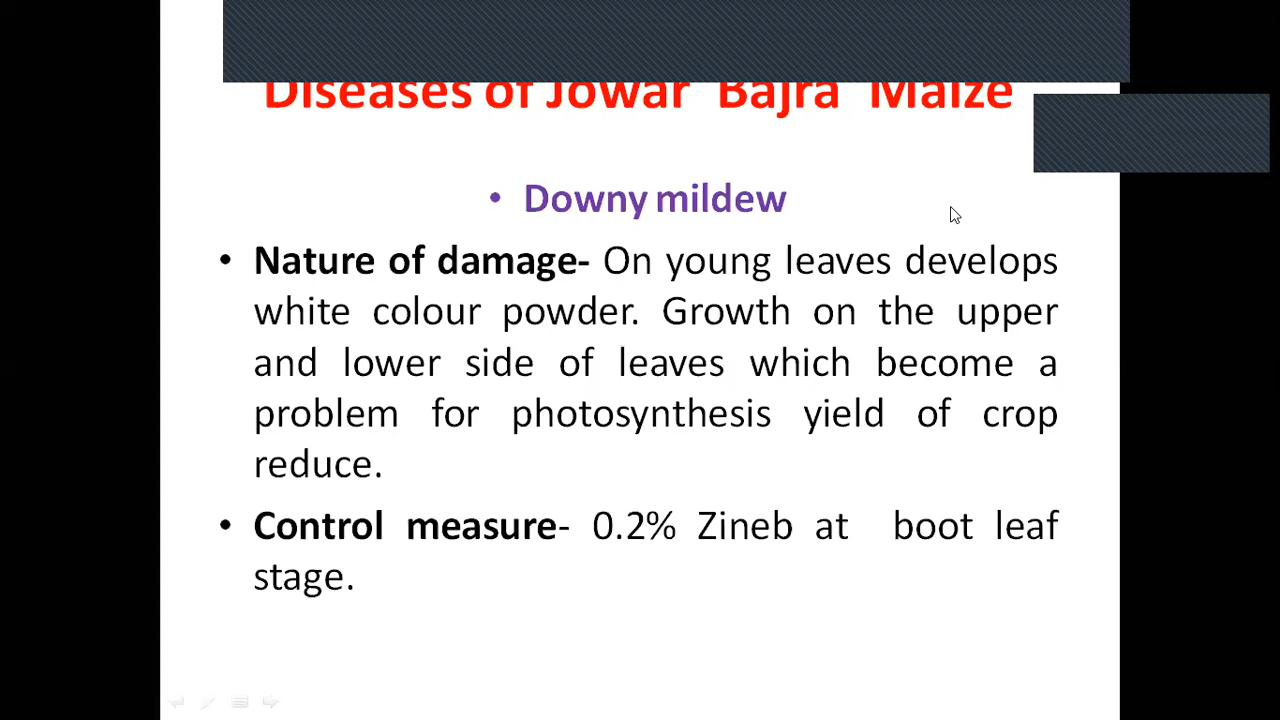 Diseases of Jowar Bajra Maize
• Downy mildew
• Nature of damage- On young leaves develops
white colour powder. Growth on the upper
and lower side of leaves which become a
problem for photosynthesis yield of crop
reduce.
• Control measure- 0.2% Zineb at boot leaf
stage.